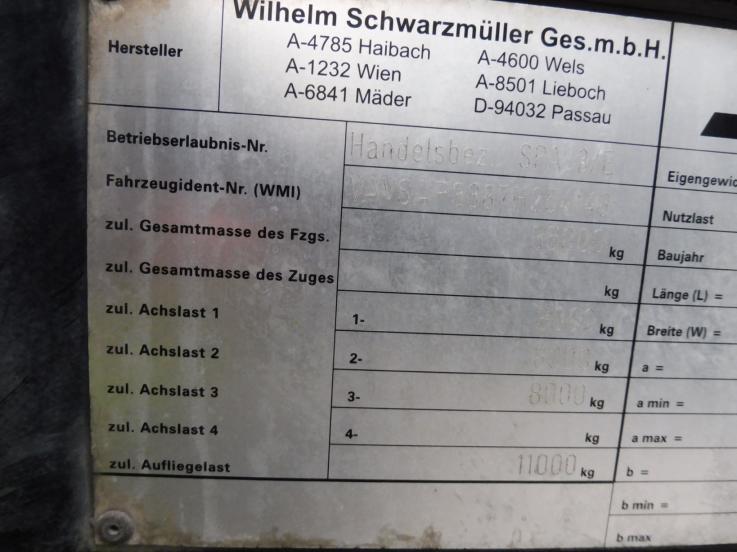 Wilhelm Schwarzmüller Ges.m.b.H.
Hersteller
A-4785 Haibach A-4600 Wels
A-1232 Wien A-8501 Lieboch
A-6841 Mäder D-94032 Passau
Betriebserlaubnis-Nr. Handelsbez.
Fahrzeugident-Nr. (WMI)
zul. Gesamtmasse des Fzgs. kg
zul. Gesamtmasse des Zuges kg
zul. Achslast 1 1- kg
zul. Achslast 2 2- kg
zul. Achslast 3 3- 8000 kg
zul. Achslast 4 4- kg
zul. Aufliegelast 11000 kg
Nutzlast
Baujahr
Länge (L) =
Breite (W) =
a =
a min =
a max =
b =
b min =
b max